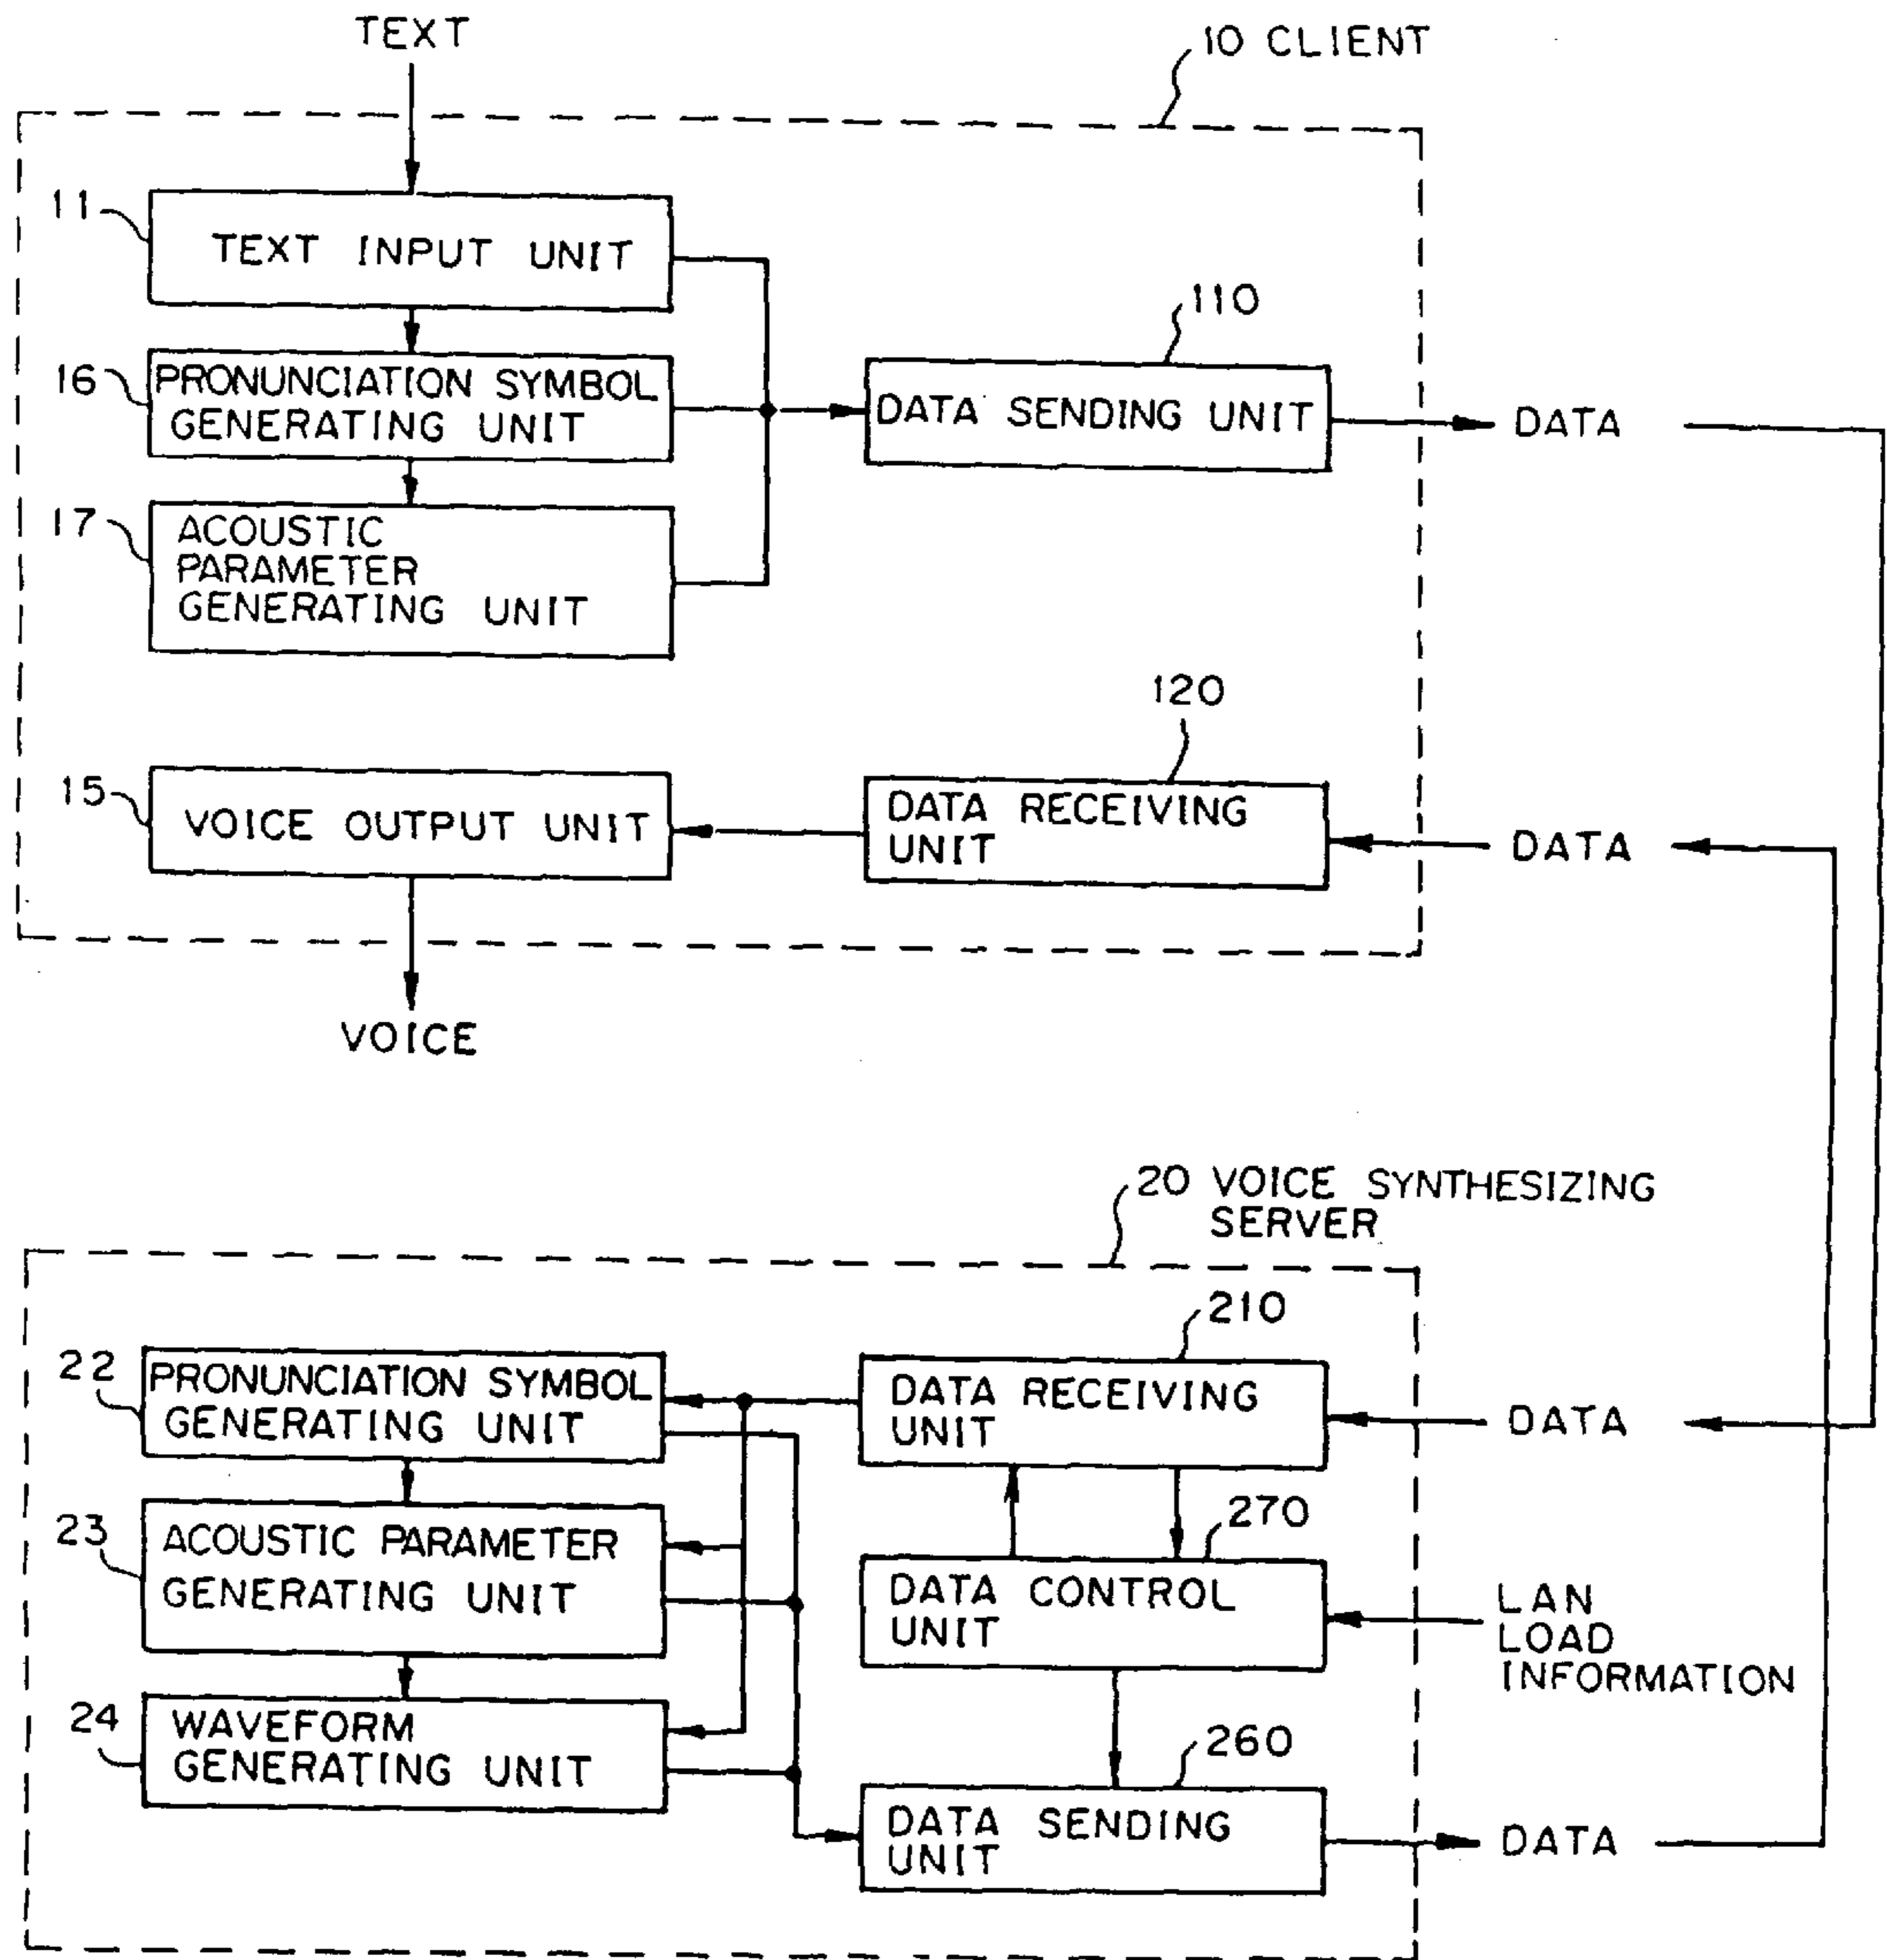 TEXT
10 CLIENT
11
TEXT INPUT UNIT
110
16
PRONUNCIATION SYMBOL
GENERATING UNIT
DATA SENDING UNIT
DATA
17
ACOUSTIC
PARAMETER
GENERATING UNIT
120
15
VOICE OUTPUT UNIT
DATA RECEIVING
UNIT
DATA
VOICE
20 VOICE SYNTHESIZING
SERVER
210
22
PRONUNCIATION SYMBOL
GENERATING UNIT
DATA RECEIVING
UNIT
DATA
270
23
ACOUSTIC PARAMETER
GENERATING UNIT
DATA CONTROL
UNIT
LAN
LOAD
INFORMATION
24
WAVEFORM
GENERATING UNIT
260
DATA SENDING
UNIT
DATA